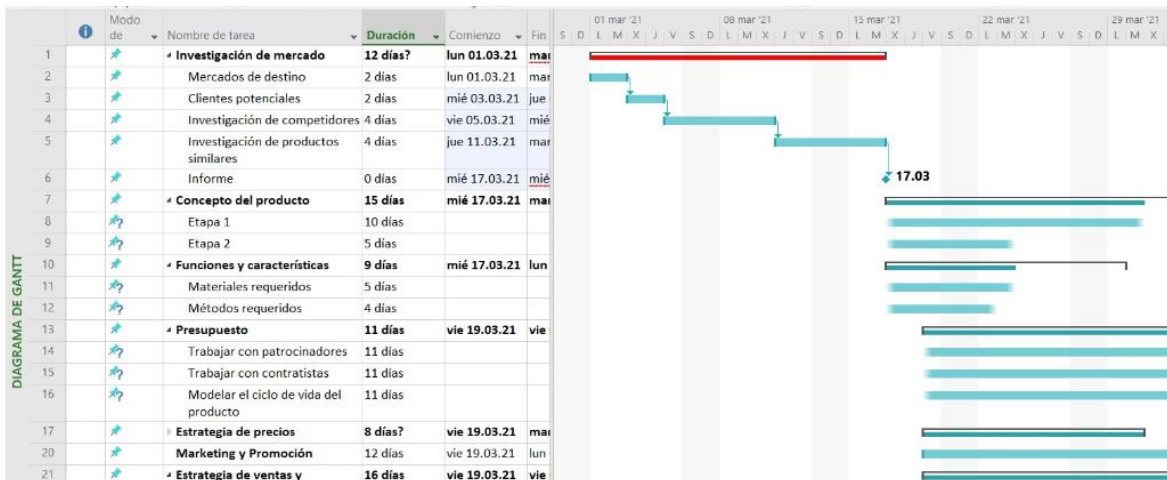 01 mar '21 08 mar '21 15 mar '21 22 mar '21 29 mar '21
Modo de Nombre de tarea Duración Comienzo Fin S D L M X J V S D L M X J V S D L M X J V S D L M X J V S D L M X
1 Investigación de mercado 12 días? lun 01.03.21 mar
2 Mercados de destino 2 días lun 01.03.21 mar
3 Clientes potenciales 2 días mié 03.03.21 jue
4 Investigación de competidores 4 días vie 05.03.21 mié
5 Investigación de productos similares 4 días jue 11.03.21 mar
6 Informe 0 días mié 17.03.21 mié 17.03
7 Concepto del producto 15 días mié 17.03.21 mar
8 Etapa 1 10 días
9 Etapa 2 5 días
10 Funciones y características 9 días mié 17.03.21 lun
11 Materiales requeridos 5 días
12 Métodos requeridos 4 días
13 Presupuesto 11 días vie 19.03.21 vie
14 Trabajar con patrocinadores 11 días
15 Trabajar con contratistas 11 días
16 Modelar el ciclo de vida del producto 11 días
17 Estrategia de precios 8 días? vie 19.03.21 mar
20 Marketing y Promoción 12 días vie 19.03.21 lun
21 Estrategia de ventas y 16 días vie 19.03.21 vie
DIAGRAMA DE GANTT